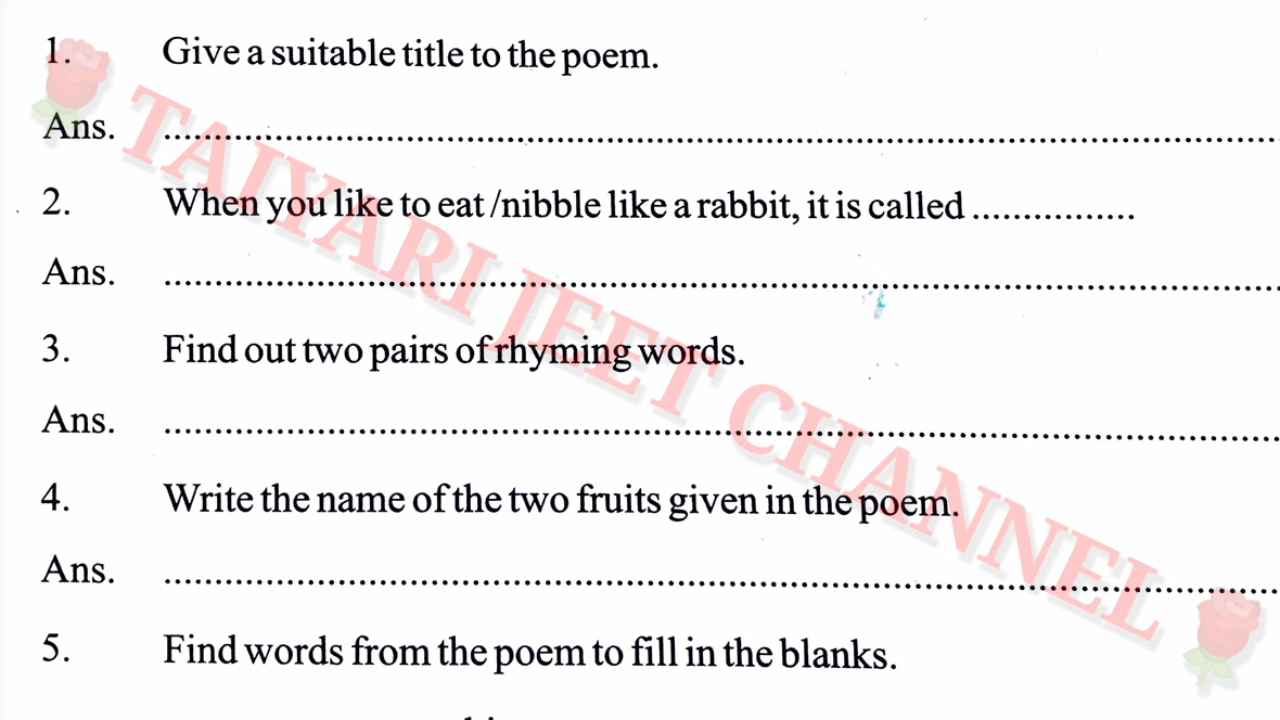 1. Give a suitable title to the poem.
Ans. ................................................................................
2. When you like to eat /nibble like a rabbit, it is called ................
Ans. ................................................................................
3. Find out two pairs of rhyming words.
Ans. ................................................................................
4. Write the name of the two fruits given in the poem.
Ans. ................................................................................
5. Find words from the poem to fill in the blanks.
TAIYARI JEET CHANNEL